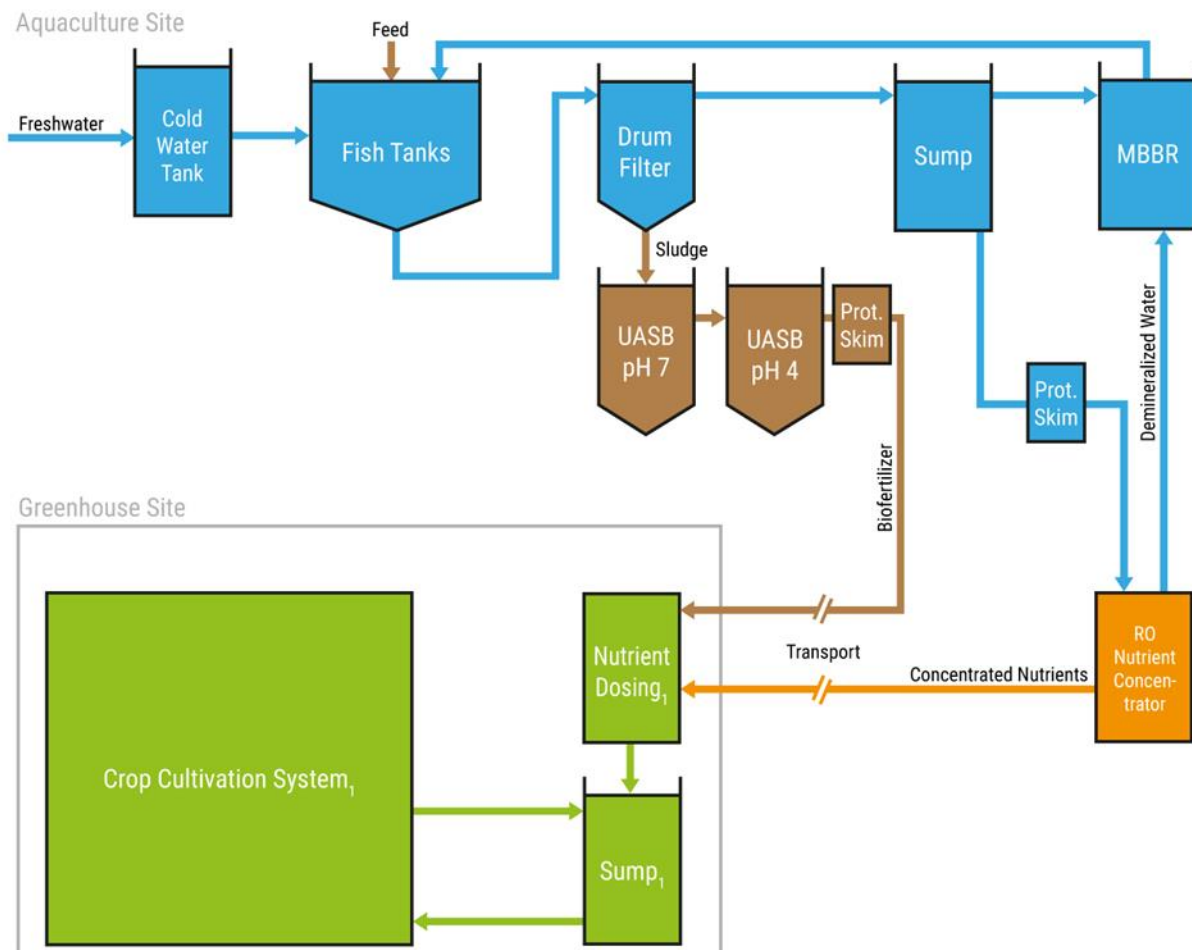 Aquaculture Site
Feed
Freshwater
Cold
Water
Tank
Fish Tanks
Drum
Filter
Sump
MBBR
Sludge
UASB
pH 7
UASB
pH 4
Prot.
Skim
Prot.
Skim
Demineralized Water
Biofertilizer
Greenhouse Site
Nutrient
Dosing₁
Transport
Concentrated Nutrients
RO
Nutrient
Concen-
trator
Crop Cultivation System₁
Sump₁